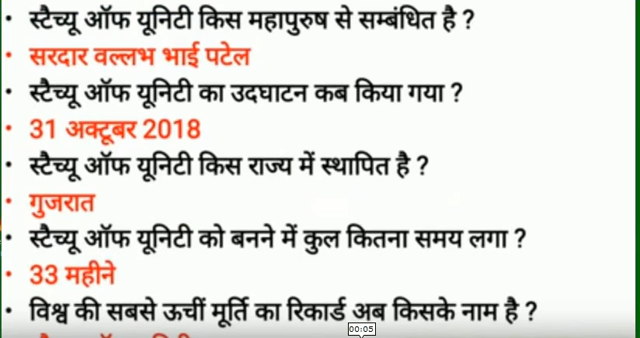 • स्टैच्यू ऑफ यूनिटी किस महापुरुष से सम्बंधित है ?
• सरदार वल्लभ भाई पटेल
• स्टैच्यू ऑफ यूनिटी का उदघाटन कब किया गया ?
• 31 अक्टूबर 2018
• स्टैच्यू ऑफ यूनिटी किस राज्य में स्थापित है ?
• गुजरात
• स्टैच्यू ऑफ यूनिटी को बनने में कुल कितना समय लगा ?
• 33 महीने
• विश्व की सबसे ऊचीं मूर्ति का रिकार्ड अब किसके नाम है ?
00:05